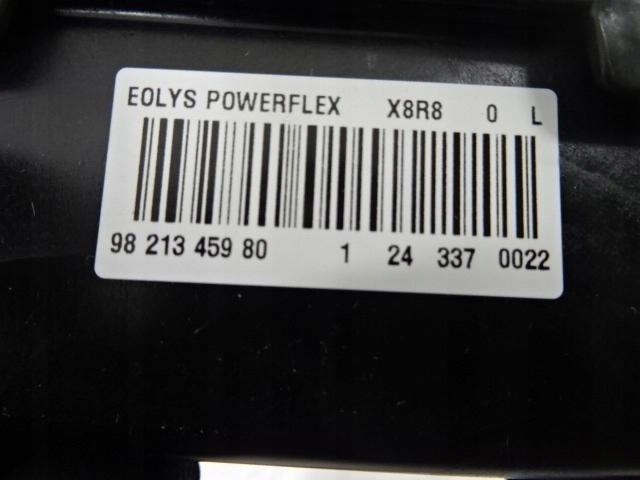 EOLYS POWERFLEX X8R8 0 L
98 213 459 80 1 24 337 0022